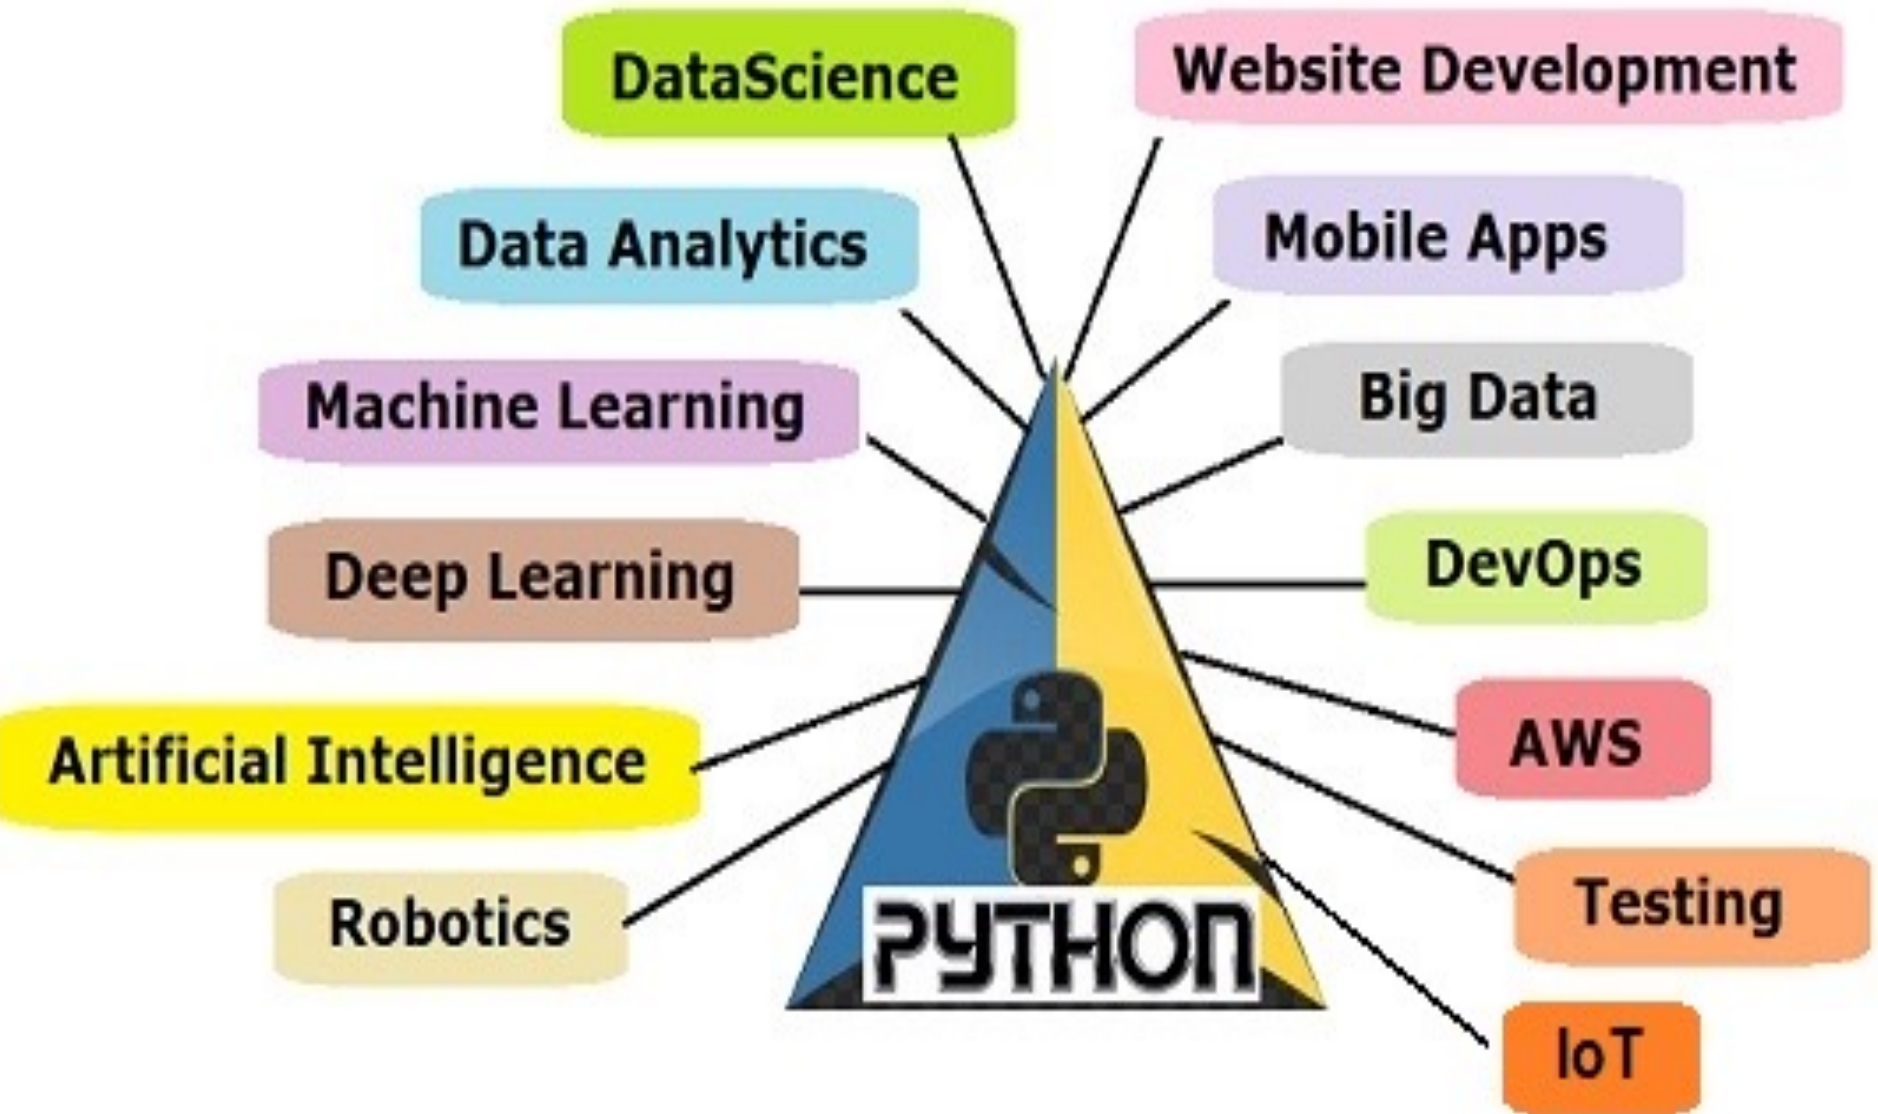 DataScience
Website Development
Data Analytics
Mobile Apps
Machine Learning
Big Data
Deep Learning
DevOps
Artificial Intelligence
AWS
Robotics
Testing
PYTHON
IoT